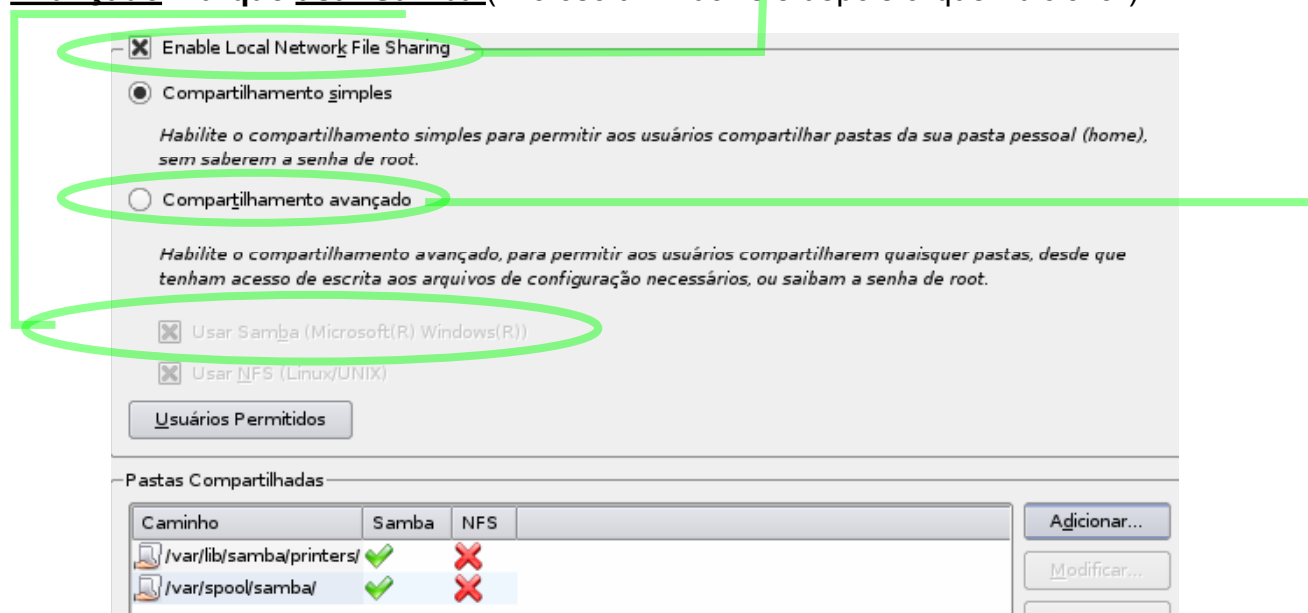 Enable Local Network File Sharing
Compartilhamento simples
Habilite o compartilhamento simples para permitir aos usuários compartilhar pastas da sua pasta pessoal (home),
sem saberem a senha de root.
Compartilhamento avançado
Habilite o compartilhamento avançado, para permitir aos usuários compartilharem quaisquer pastas, desde que
tenham acesso de escrita aos arquivos de configuração necessários, ou saibam a senha de root.
Usar Samba (Microsoft(R) Windows(R))
Usar NFS (Linux/UNIX)
Usuários Permitidos
Pastas Compartilhadas
Caminho Samba NFS Adicionar...
/var/lib/samba/printers/
Modificar...
/var/spool/samba/